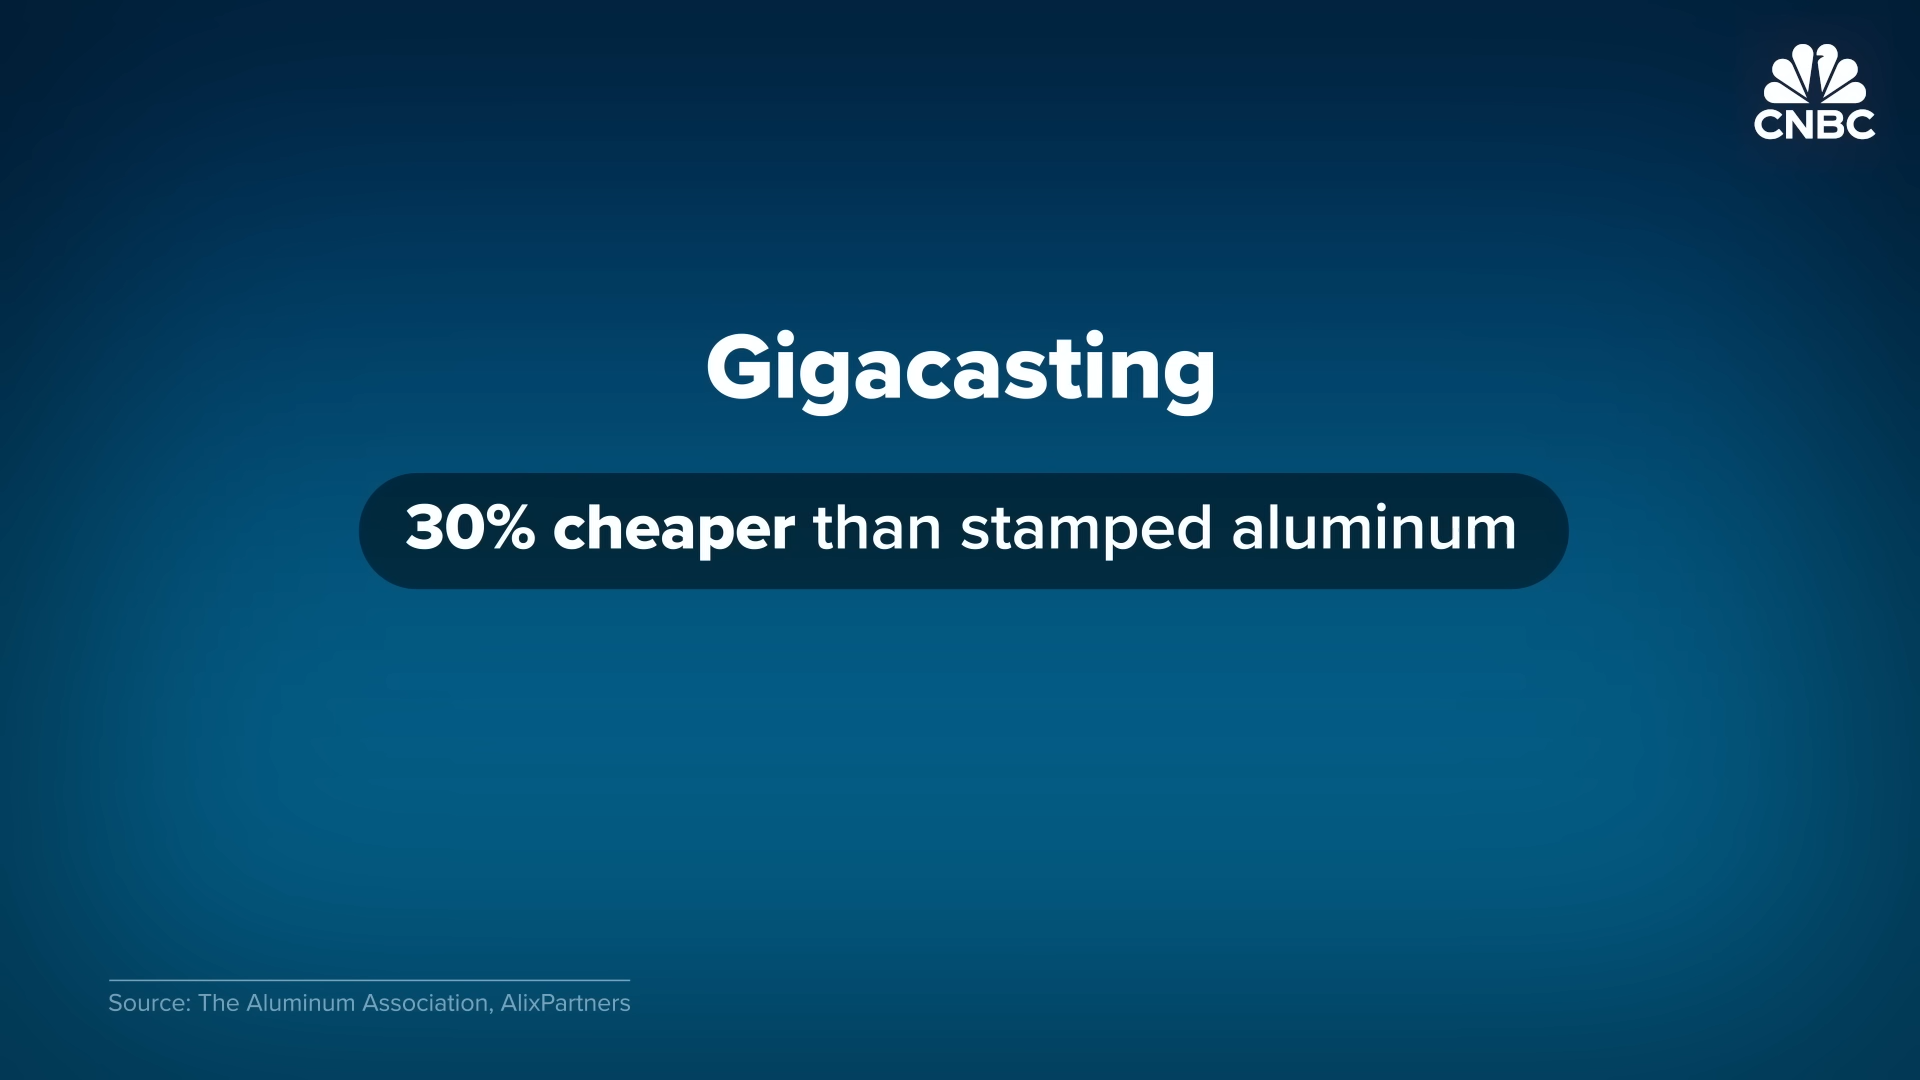 CNBC
Gigacasting
30% cheaper than stamped aluminum
Source: The Aluminum Association, AlixPartners